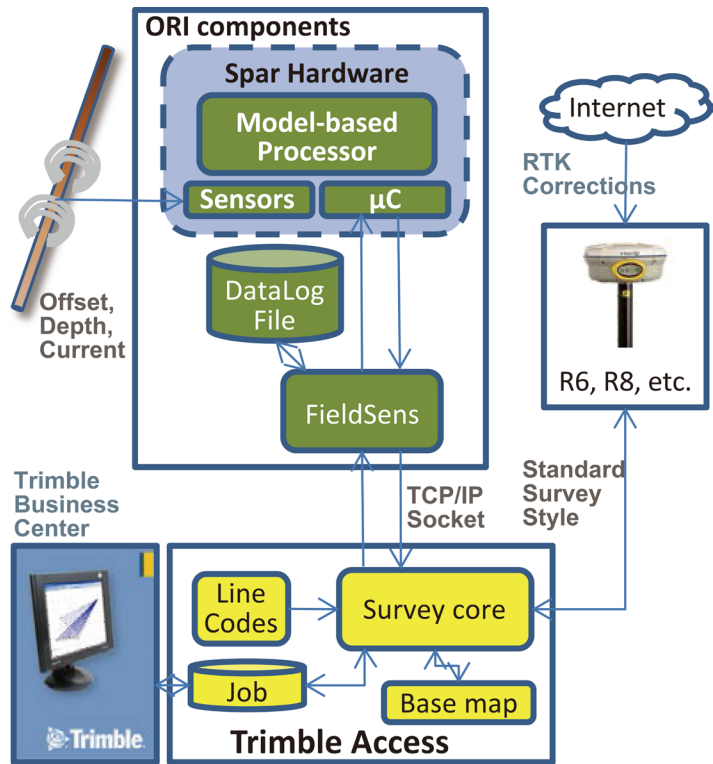 ORI components
Spar Hardware
Model-based
Processor
Sensors
µC
DataLog
File
FieldSens
Offset,
Depth,
Current
Internet
RTK
Corrections
R6, R8, etc.
TCP/IP
Socket
Standard
Survey
Style
Trimble
Business
Center
Trimble
Line
Codes
Survey core
Job
Base map
Trimble Access